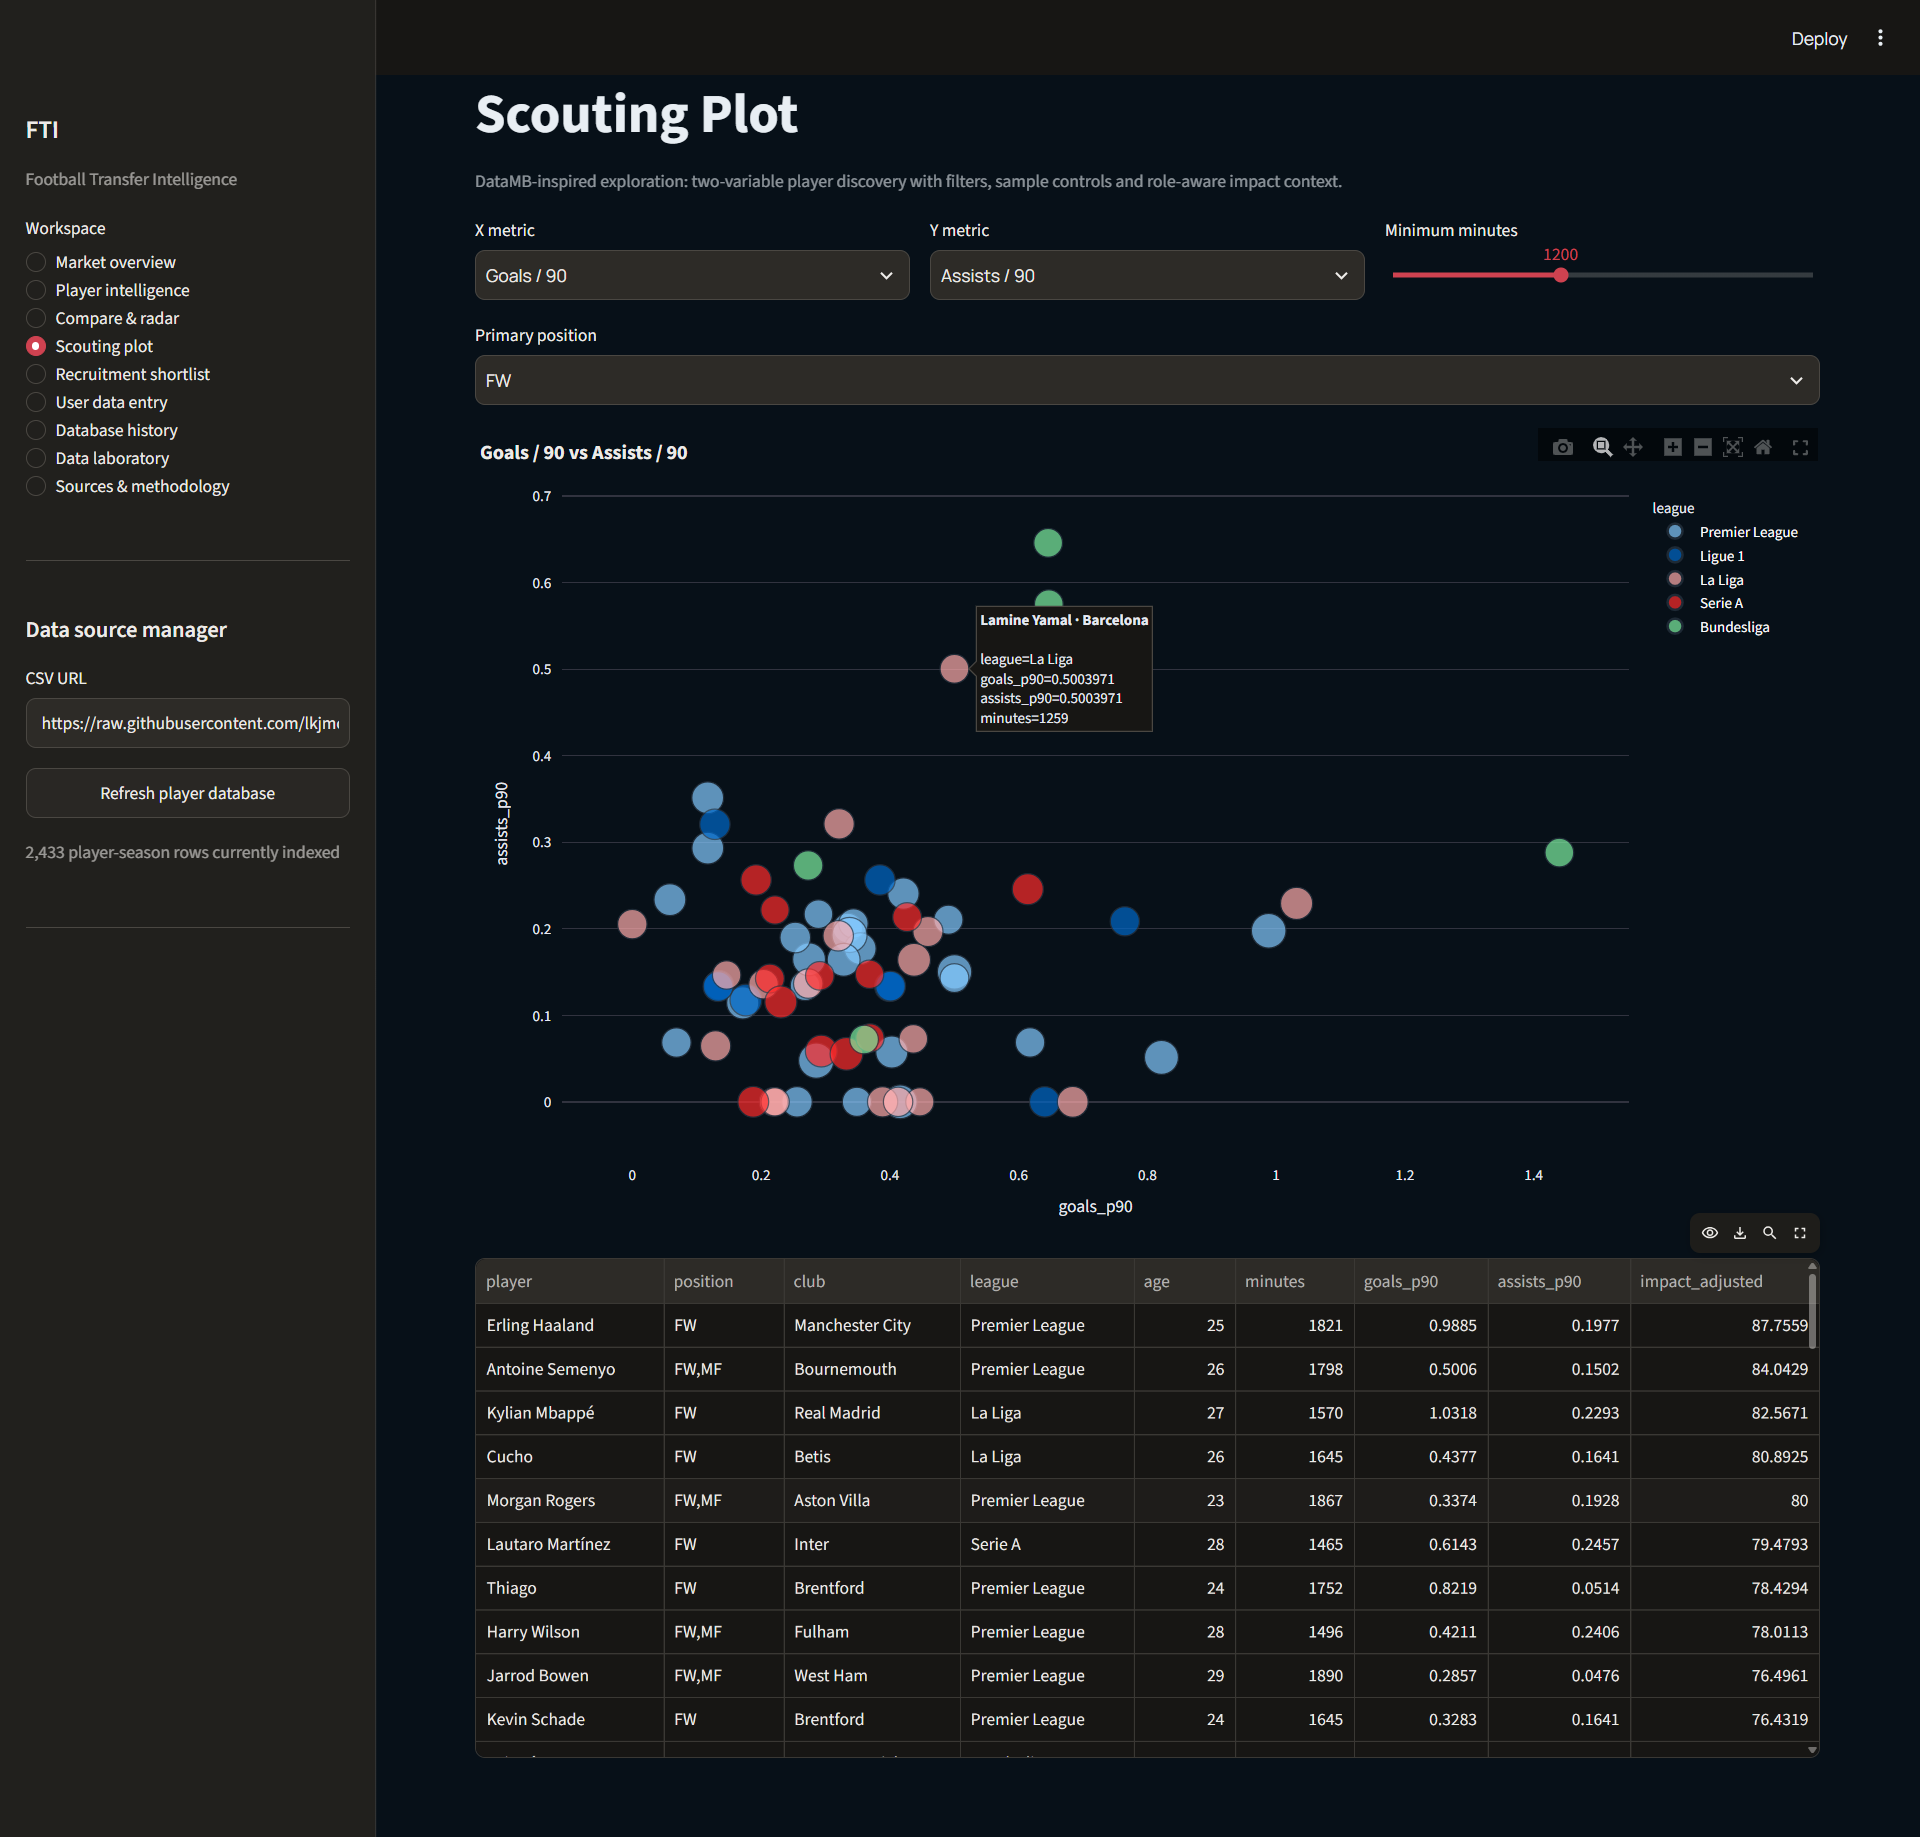 Deploy
FTI
Football Transfer Intelligence
Workspace
Market overview
Player intelligence
Compare & radar
Scouting plot
Recruitment shortlist
User data entry
Database history
Data laboratory
Sources & methodology
Data source manager
CSV URL
https://raw.githubusercontent.com/lkjm
Refresh player database
2,433 player-season rows currently indexed
Scouting Plot
DataMB-inspired exploration: two-variable player discovery with filters, sample controls and role-aware impact context.
X metric
Goals / 90
Y metric
Assists / 90
Minimum minutes
1200
Primary position
FW
Goals / 90 vs Assists / 90
0.7
0.6
0.5
0.4
0.3
0.2
0.1
0
assists_p90
0 0.2 0.4 0.6 0.8 1 1.2 1.4
goals_p90
league
Premier League
Ligue 1
La Liga
Serie A
Bundesliga
Lamine Yamal · Barcelona
league=La Liga
goals_p90=0.5003971
assists_p90=0.5003971
minutes=1259
player position club league age minutes goals_p90 assists_p90 impact_adjusted
Erling Haaland FW Manchester City Premier League 25 1821 0.9885 0.1977 87.7559
Antoine Semenyo FW,MF Bournemouth Premier League 26 1798 0.5006 0.1502 84.0429
Kylian Mbappé FW Real Madrid La Liga 27 1570 1.0318 0.2293 82.5671
Cucho FW Betis La Liga 26 1645 0.4377 0.1641 80.8925
Morgan Rogers FW,MF Aston Villa Premier League 23 1867 0.3374 0.1928 80
Lautaro Martínez FW Inter Serie A 28 1465 0.6143 0.2457 79.4793
Thiago FW Brentford Premier League 24 1752 0.8219 0.0514 78.4294
Harry Wilson FW,MF Fulham Premier League 28 1496 0.4211 0.2406 78.0113
Jarrod Bowen FW,MF West Ham Premier League 29 1890 0.2857 0.0476 76.4961
Kevin Schade FW Brentford Premier League 24 1645 0.3283 0.1641 76.4319